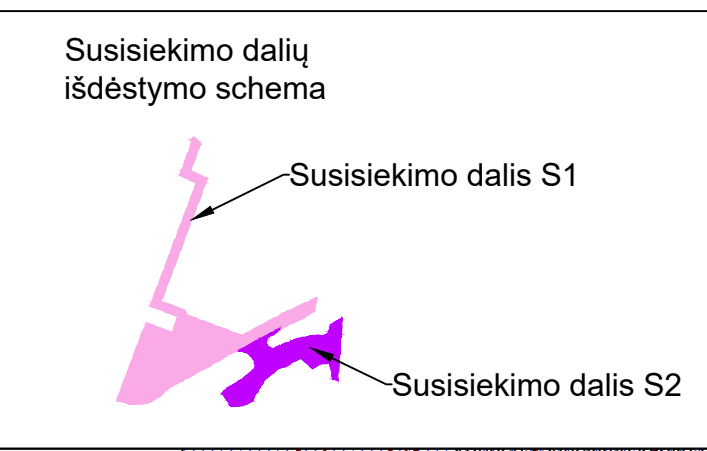 Susisiekimo dalių
išdėstymo schema
Susisiekimo dalis S1
Susisiekimo dalis S2